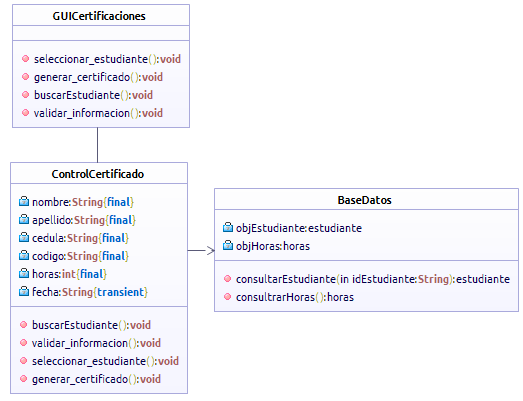 GUICertificaciones
seleccionar_estudiante():void
generar_certificado():void
buscarEstudiante():void
validar_informacion():void
ControlCertificado
nombre:String{final}
apellido:String{final}
cedula:String{final}
codigo:String{final}
horas:int{final}
fecha:String{transient}
buscarEstudiante():void
validar_informacion():void
seleccionar_estudiante():void
generar_certificado():void
BaseDatos
objEstudiante:estudiante
objHoras:horas
consultarEstudiante(in idEstudiante:String):estudiante
consultrarHoras():horas